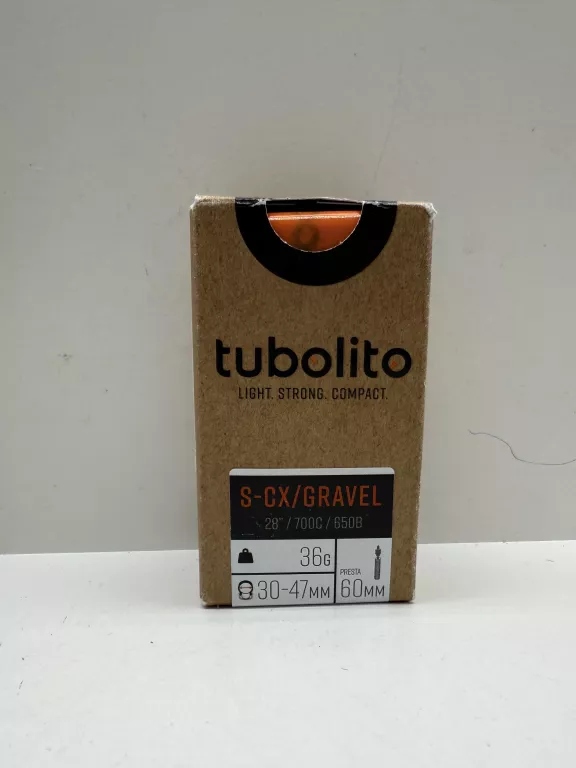 tubolito
LIGHT. STRONG. COMPACT.
S-CX/GRAVEL
28" / 700C / 650B
36G
PRESTA
30-47MM
60MM